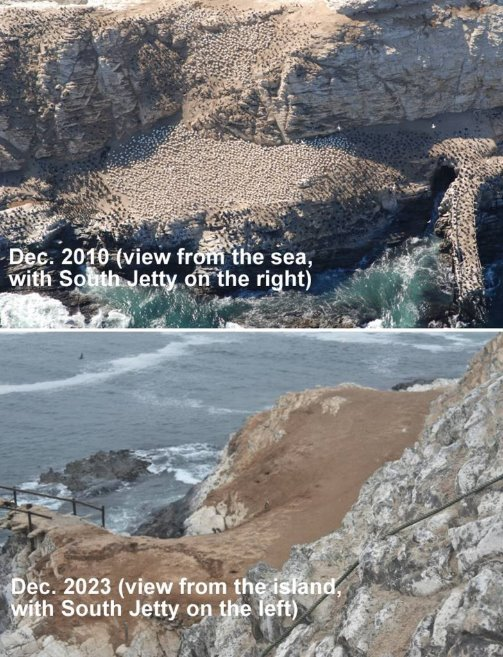 Dec. 2010 (view from the sea,
with South Jetty on the right)
Dec. 2023 (view from the island,
with South Jetty on the left)